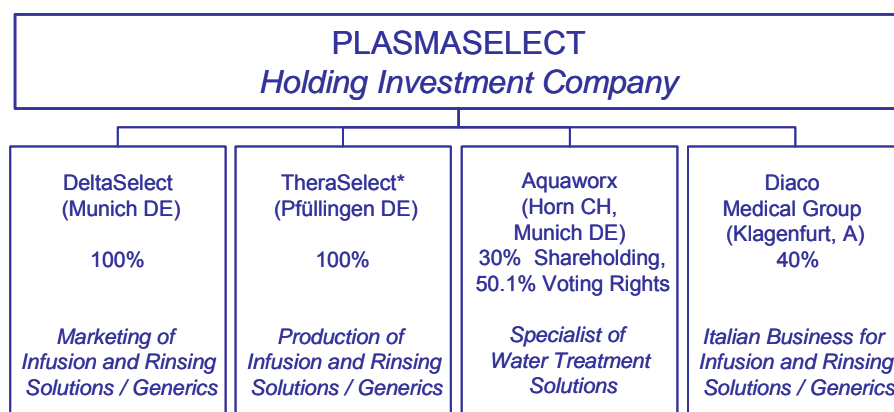 PLASMASELECT
Holding Investment Company
DeltaSelect
(Munich DE)
100%
Marketing of
Infusion and Rinsing
Solutions / Generics
TheraSelect*
(Pfüllingen DE)
100%
Production of
Infusion and Rinsing
Solutions / Generics
Aquaworx
(Horn CH,
Munich DE)
30% Shareholding,
50.1% Voting Rights
Specialist of
Water Treatment
Solutions
Diaco
Medical Group
(Klagenfurt, A)
40%
Italian Business for
Infusion and Rinsing
Solutions / Generics